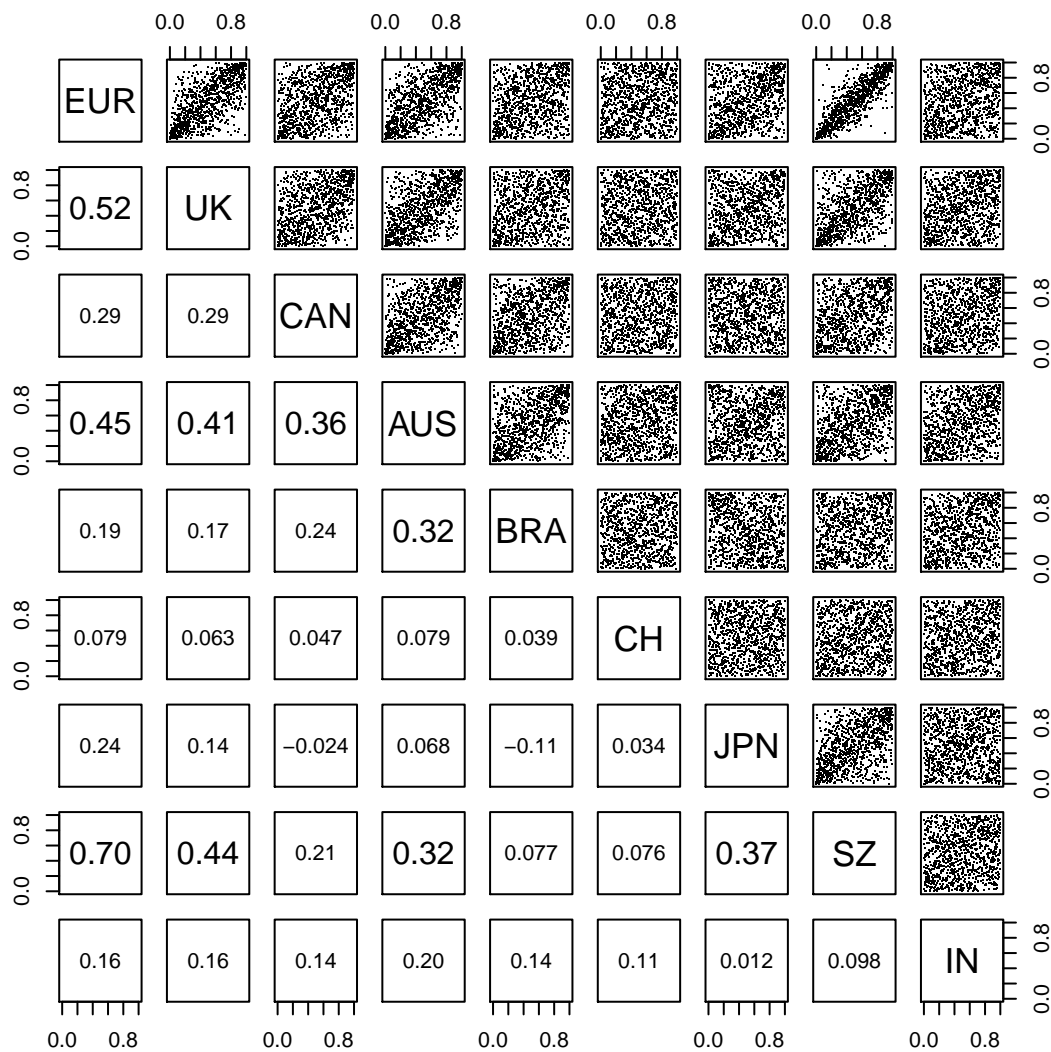 0.0 0.8 0.0 0.8 0.0 0.8 0.0 0.8
EUR 0.0 0.8
0.0 0.8 0.52 UK
0.29 0.29 CAN 0.0 0.8
0.0 0.8 0.45 0.41 0.36 AUS
0.19 0.17 0.24 0.32 BRA 0.0 0.8
0.0 0.8 0.079 0.063 0.047 0.079 0.039 CH
0.24 0.14 −0.024 0.068 −0.11 0.034 JPN 0.0 0.8
0.0 0.8 0.70 0.44 0.21 0.32 0.077 0.076 0.37 SZ
0.16 0.16 0.14 0.20 0.14 0.11 0.012 0.098 IN 0.0 0.8
0.0 0.8 0.0 0.8 0.0 0.8 0.0 0.8 0.0 0.8